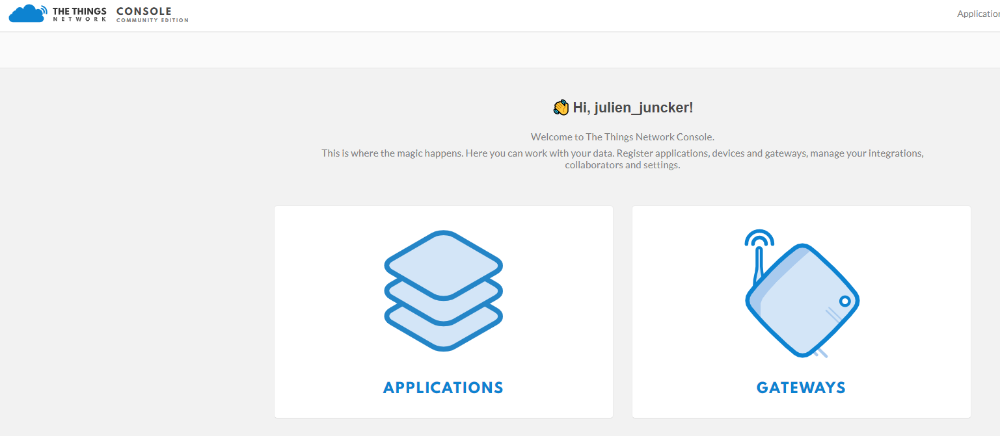 THE THINGS
NETWORK
CONSOLE
COMMUNITY EDITION
Application
Hi, julien_juncker!
Welcome to The Things Network Console.
This is where the magic happens. Here you can work with your data. Register applications, devices and gateways, manage your integrations,
collaborators and settings.
APPLICATIONS
GATEWAYS